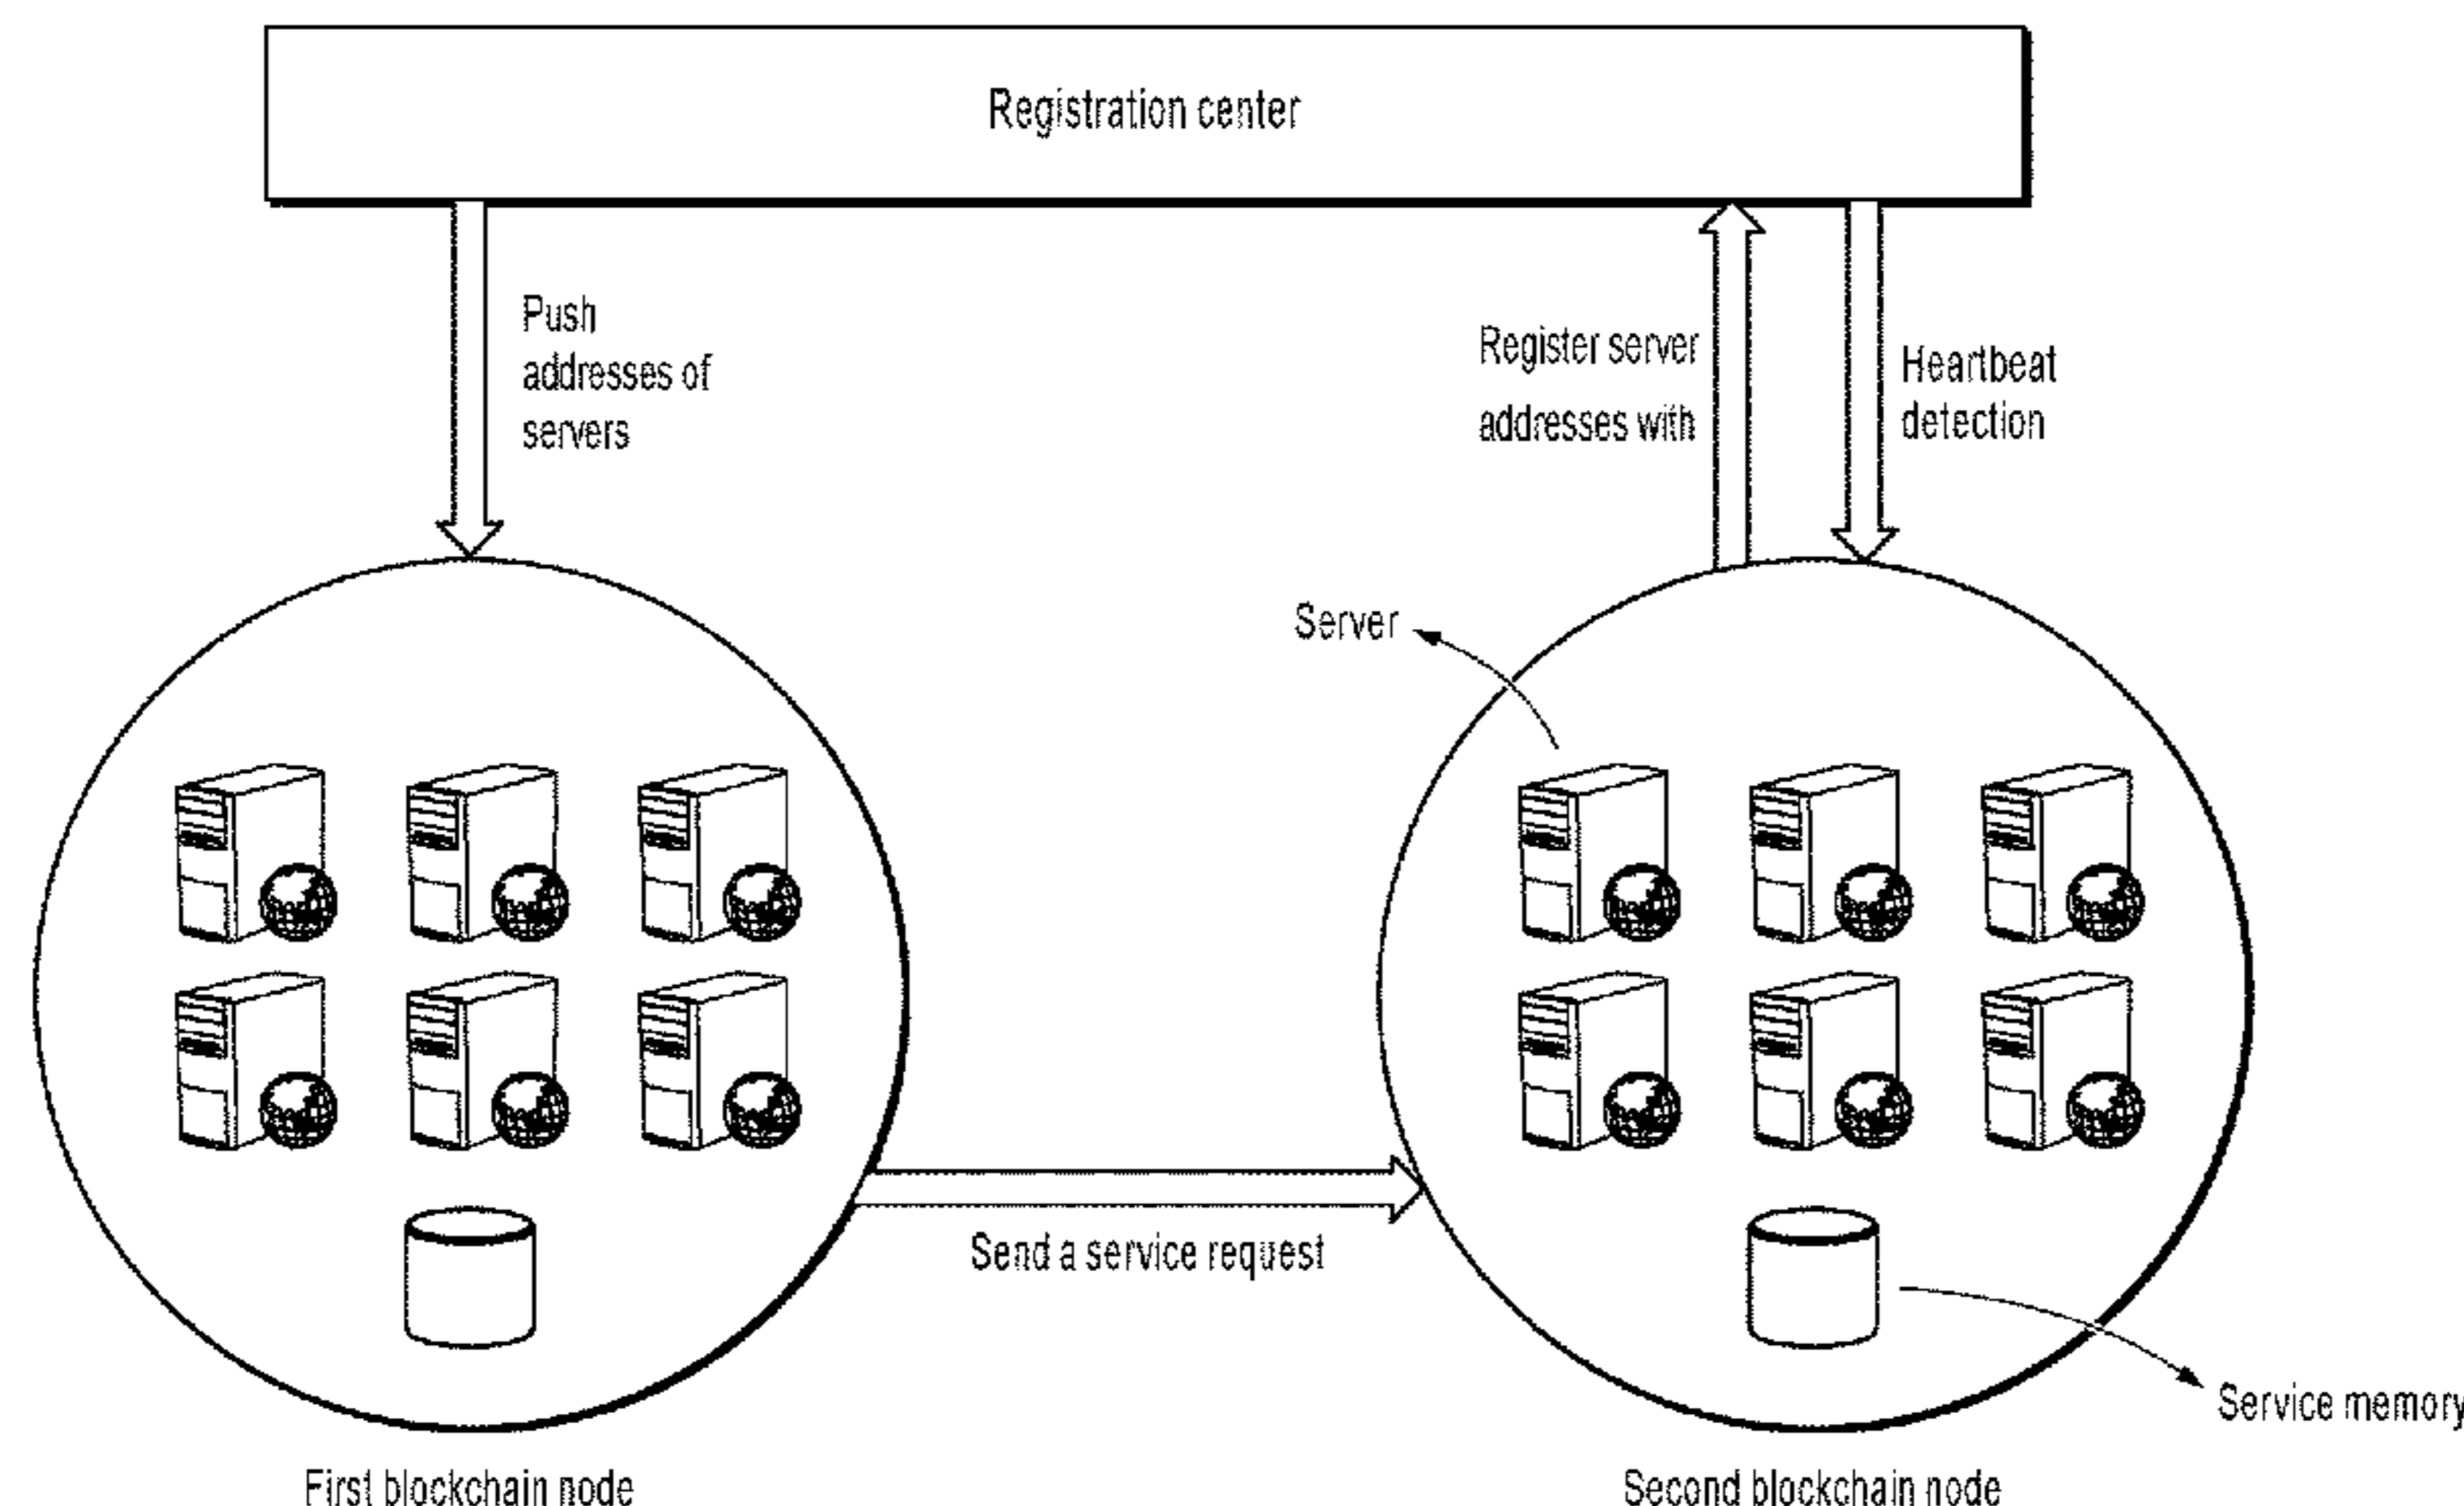 Registration center
Push
addresses of
servers
Register server
addresses with
Heartbeat
detection
Server
Send a service request
Service memory
First blockchain node
Second blockchain node